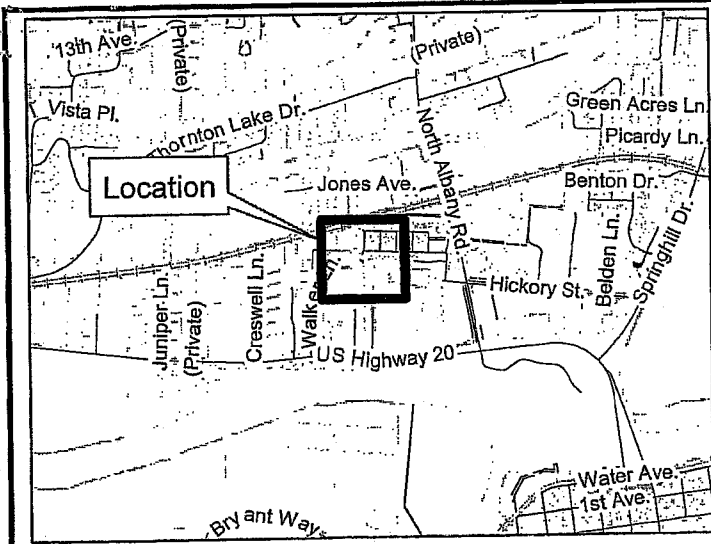 13th Ave.
(Private)
(Private)
Vista Pl.
Thornton Lake Dr.
North Albany Rd
Green Acres Ln.
Picardy Ln.
Location
Jones Ave.
Benton Dr.
Belden Ln.
Springhill Dr.
Juniper Ln.
(Private)
Creswell Ln.
Hickory St.
US Highway 20
Water Ave.
1st Ave.
Bryant Way